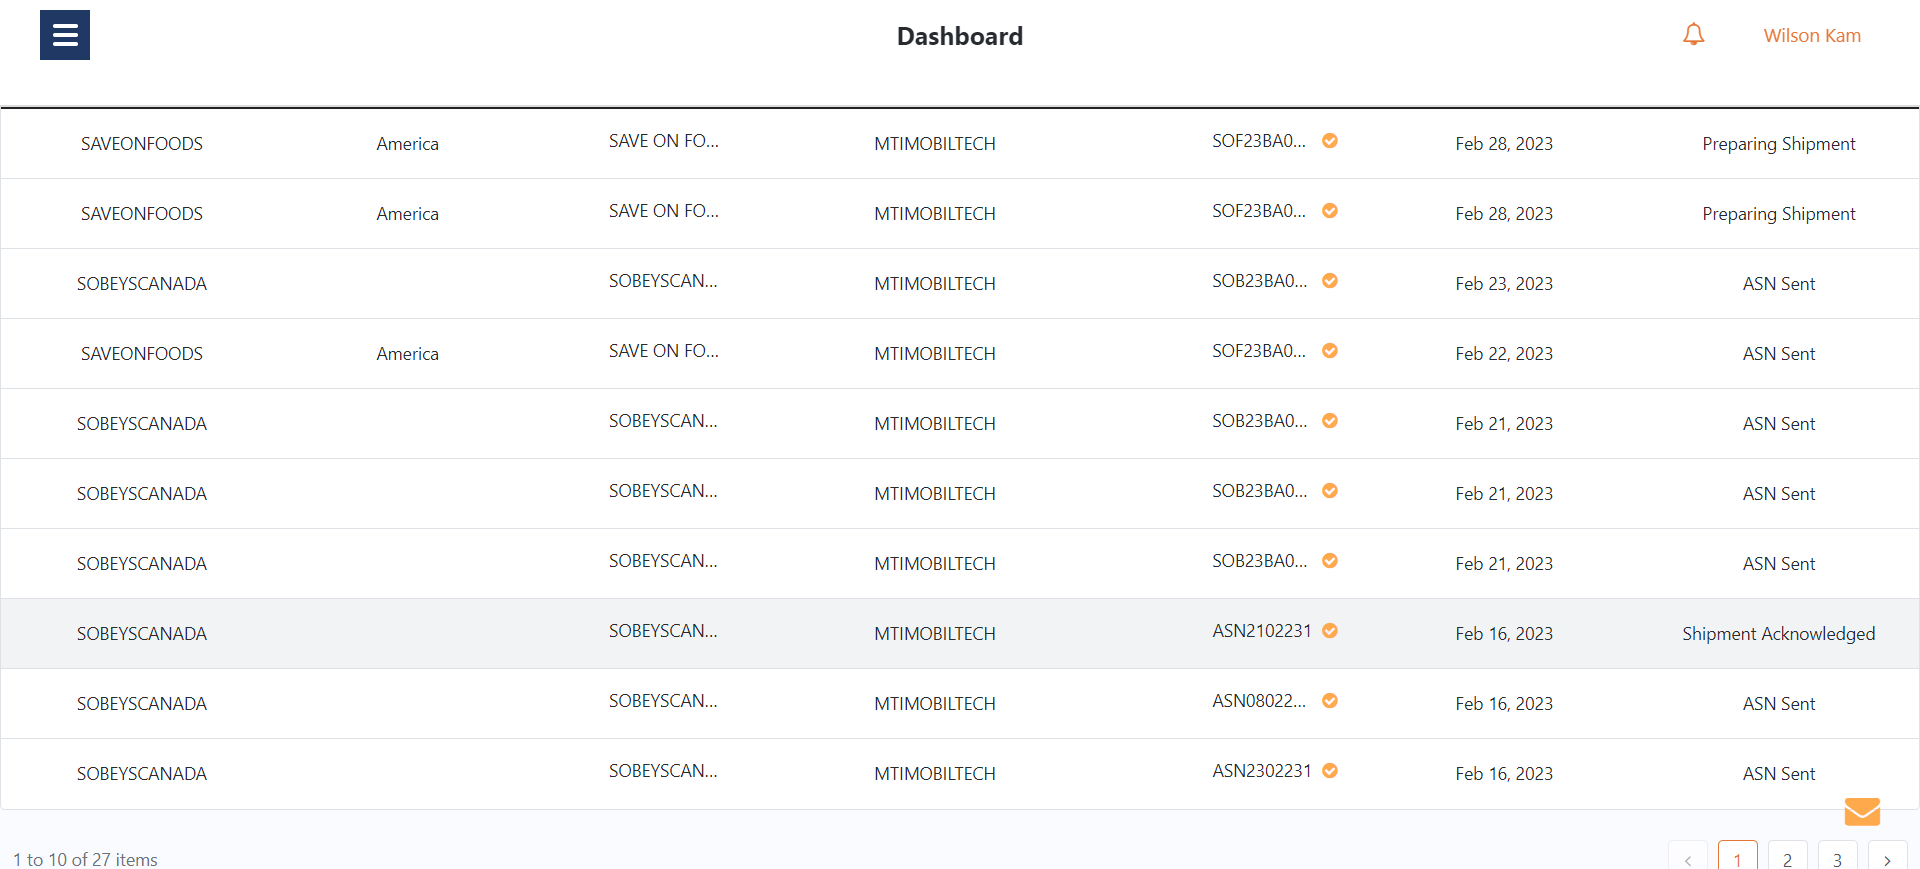 Dashboard
Wilson Kam
SAVEONFOODS America SAVE ON FO... MTIMOBILTECH SOF23BA0... Feb 28, 2023 Preparing Shipment
SAVEONFOODS America SAVE ON FO... MTIMOBILTECH SOF23BA0... Feb 28, 2023 Preparing Shipment
SOBEYSCANADA SOBEYSCAN... MTIMOBILTECH SOB23BA0... Feb 23, 2023 ASN Sent
SAVEONFOODS America SAVE ON FO... MTIMOBILTECH SOF23BA0... Feb 22, 2023 ASN Sent
SOBEYSCANADA SOBEYSCAN... MTIMOBILTECH SOB23BA0... Feb 21, 2023 ASN Sent
SOBEYSCANADA SOBEYSCAN... MTIMOBILTECH SOB23BA0... Feb 21, 2023 ASN Sent
SOBEYSCANADA SOBEYSCAN... MTIMOBILTECH SOB23BA0... Feb 21, 2023 ASN Sent
SOBEYSCANADA SOBEYSCAN... MTIMOBILTECH ASN2102231 Feb 16, 2023 Shipment Acknowledged
SOBEYSCANADA SOBEYSCAN... MTIMOBILTECH ASN08022... Feb 16, 2023 ASN Sent
SOBEYSCANADA SOBEYSCAN... MTIMOBILTECH ASN2302231 Feb 16, 2023 ASN Sent
1 to 10 of 27 items
1 2 3